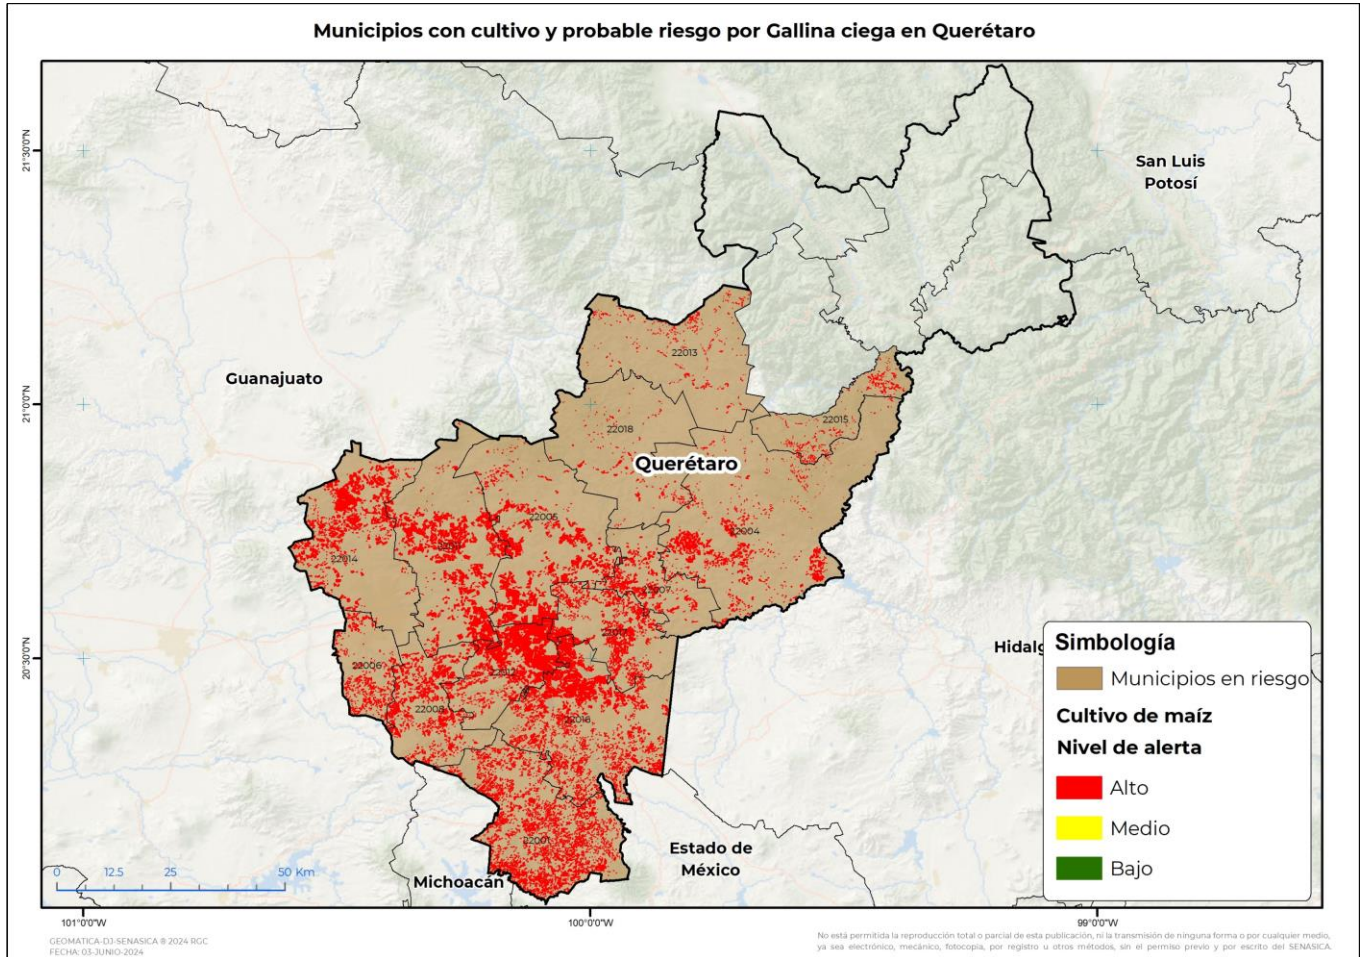 Municipios con cultivo y probable riesgo por Gallina ciega en Querétaro
21°30'0"N
21°0'0"N
20°30'0"N
San Luis
Potosí
Guanajuato
22013
22018
22015
Querétaro
22005
22004
22014
22007
22017
22006
22008
22016
22001
Hidalg
Michoacán
Estado de
México
Simbología
Municipios en riesgo
Cultivo de maíz
Nivel de alerta
Alto
Medio
Bajo
0 12.5 25 50 Km
101°0'0"W
100°0'0"W
99°0'0"W
GEOMATICA-DJ-SENASICA ® 2024 RGC
FECHA: 03-JUNIO-2024
No está permitida la reproducción total o parcial de esta publicación, ni la transmisión de ninguna forma o por cualquier medio,
ya sea electrónico, mecánico, fotocopia, por registro u otros métodos, sin el permiso previo y por escrito del SENASICA.